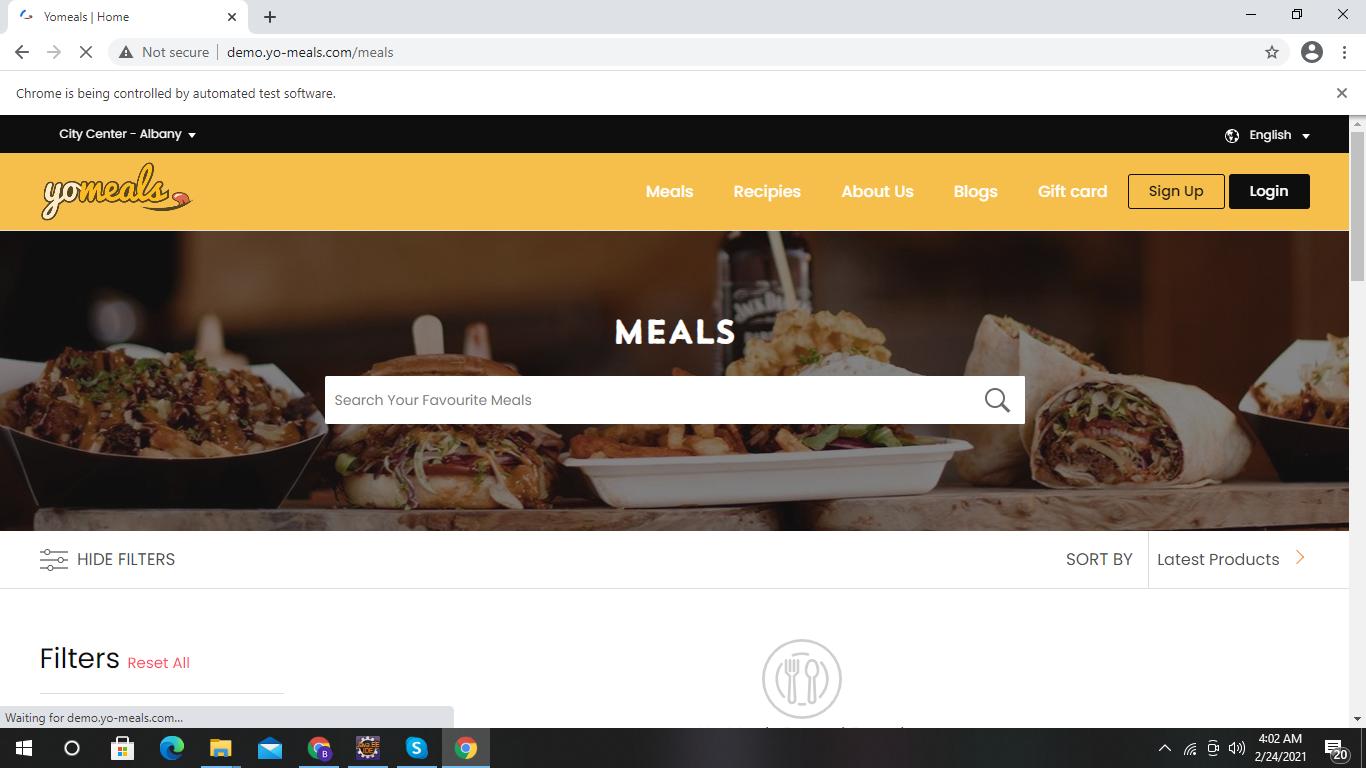 Yomeals | Home
Not secure
demo.yo-meals.com/meals
Chrome is being controlled by automated test software.
City Center - Albany
English
yomeals
Meals
Recipies
About Us
Blogs
Gift card
Sign Up
Login
MEALS
Search Your Favourite Meals
HIDE FILTERS
SORT BY
Latest Products
Filters
Reset All
Waiting for demo.yo-meals.com...
B
Java EE
IDE
S
4:02 AM
2/24/2021
20